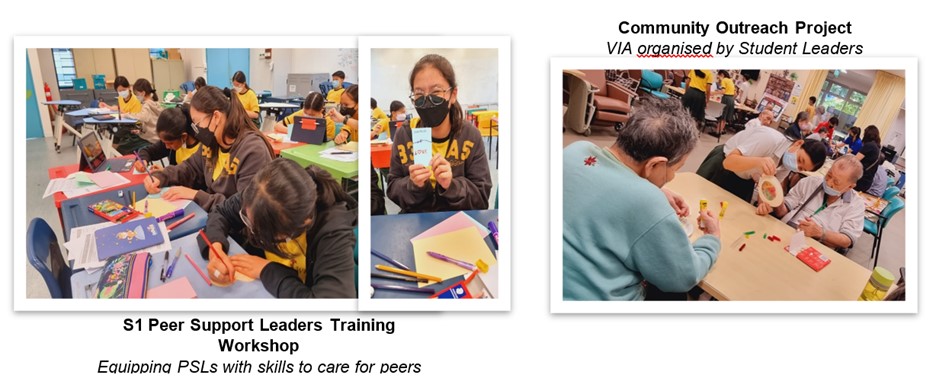 Community Outreach Project
VIA organised by Student Leaders
S1 Peer Support Leaders Training
Workshop
Equipping PSLs with skills to care for peers